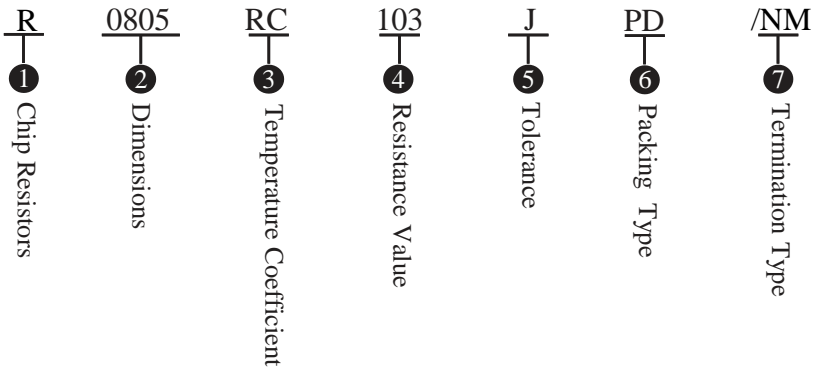 R 0805 RC 103 J PD /NM
1 2 3 4 5 6 7
Chip Resistors
Dimensions
Temperature Coefficient
Resistance Value
Tolerance
Packing Type
Termination Type